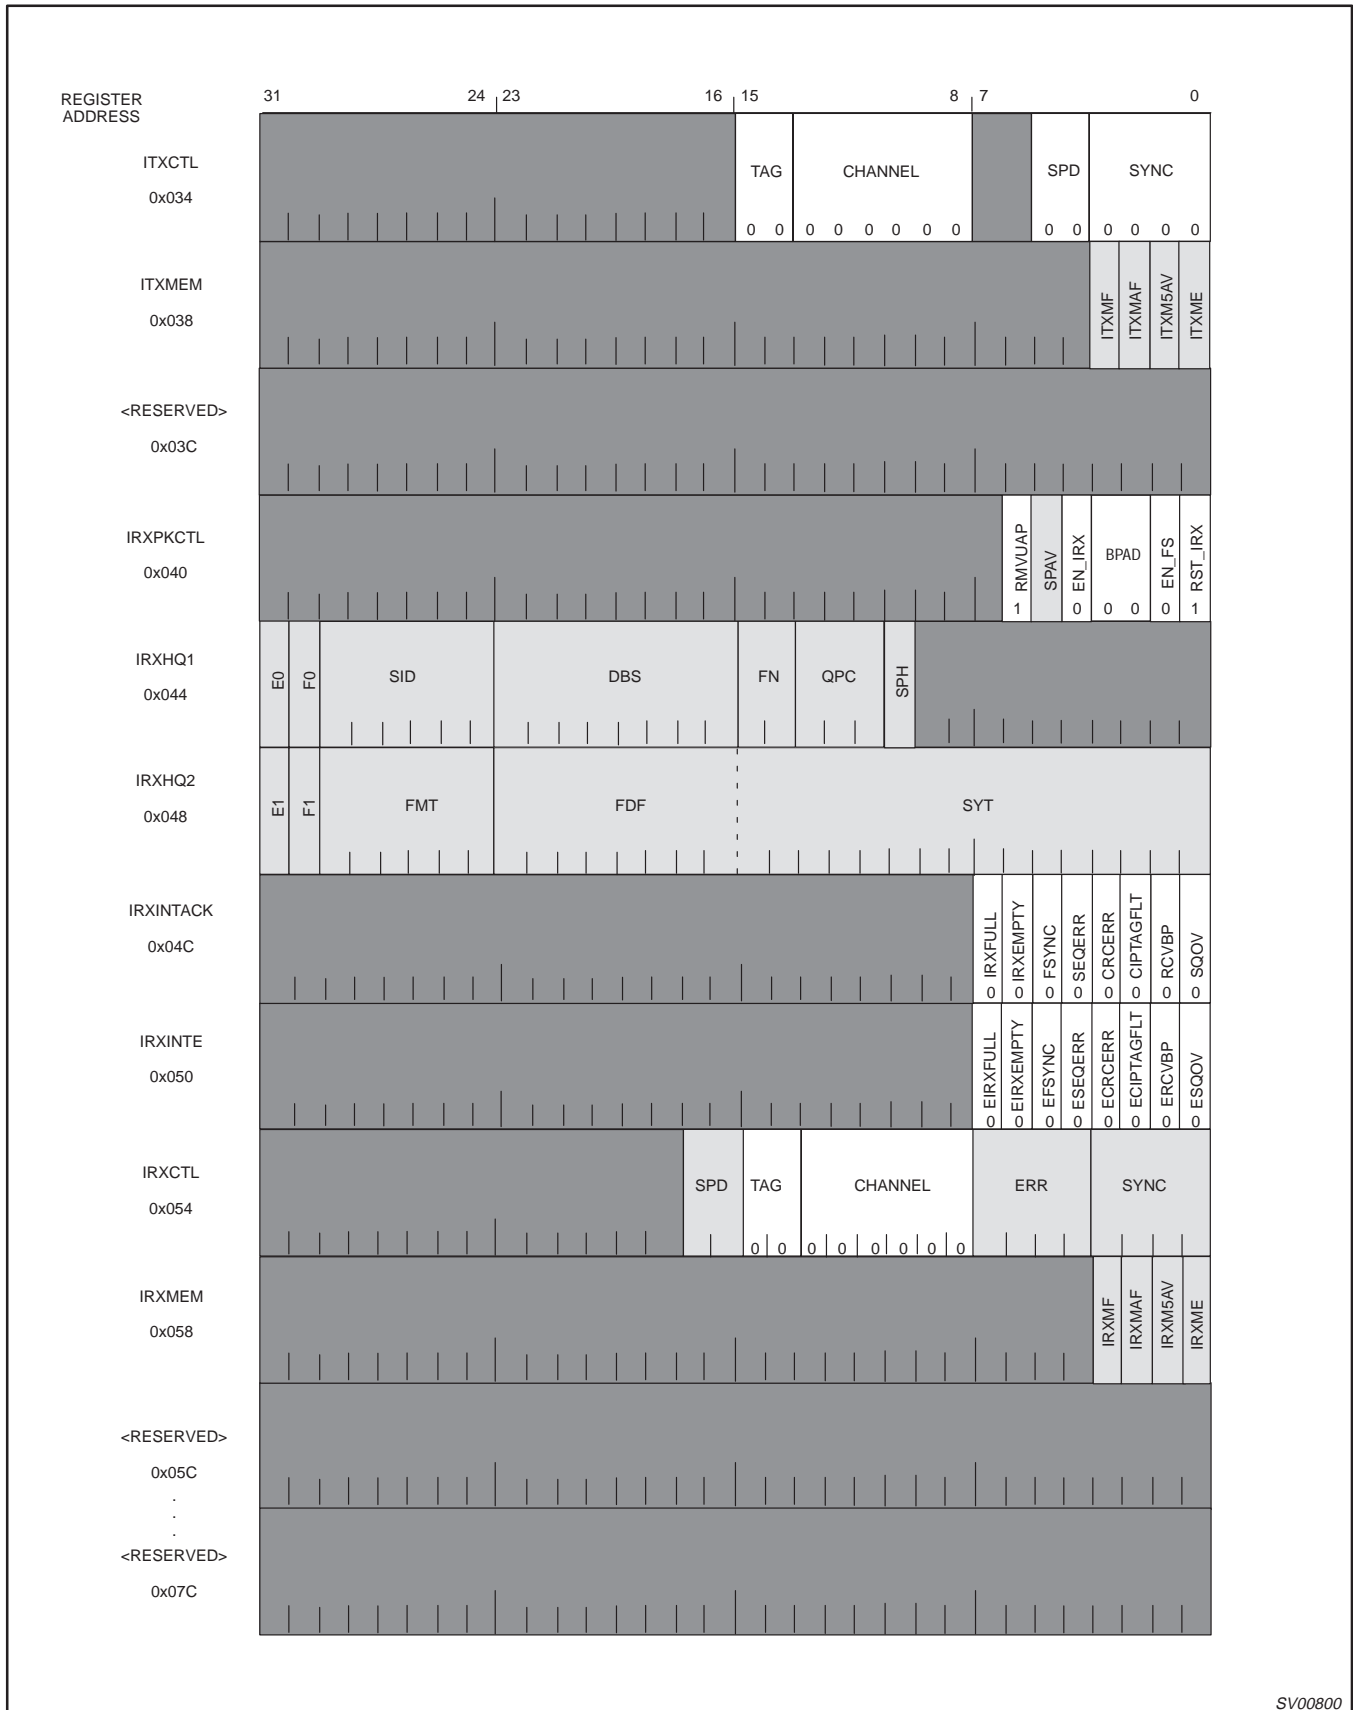 REGISTER ADDRESS
31 24 23 16 15 8 7 0
ITXCTL
0x034
TAG CHANNEL SPD SYNC
0 0 0 0 0 0 0 0 0 0 0 0 0 0
ITXMEM
0x038
ITXMF ITXMAF ITXM5AV ITXME
<RESERVED>
0x03C
IRXPKCTL
0x040
RMVUAP SPAV EN_IRX BPAD EN_FS RST_IRX
1 0 0 0 0 1
IRXHQ1
0x044
E0 F0 SID DBS FN QPC SPH
IRXHQ2
0x048
E1 F1 FMT FDF SYT
IRXINTACK
0x04C
IRXFULL IRXEMPTY FSYNC SEQERR CRCERR CIPTAGFLT RCVBP SQOV
0 0 0 0 0 0 0 0
IRXINTE
0x050
EIRXFULL EIRXEMPTY EFSYNC ESEQERR ECRCERR ECIPTAGFLT ERCVBP ESQOV
0 0 0 0 0 0 0 0
IRXCTL
0x054
SPD TAG CHANNEL ERR SYNC
0 0 0 0 0 0 0 0
IRXMEM
0x058
IRXMF IRXMAF IRXM5AV IRXME
<RESERVED>
0x05C
.
.
.
<RESERVED>
0x07C
SV00800